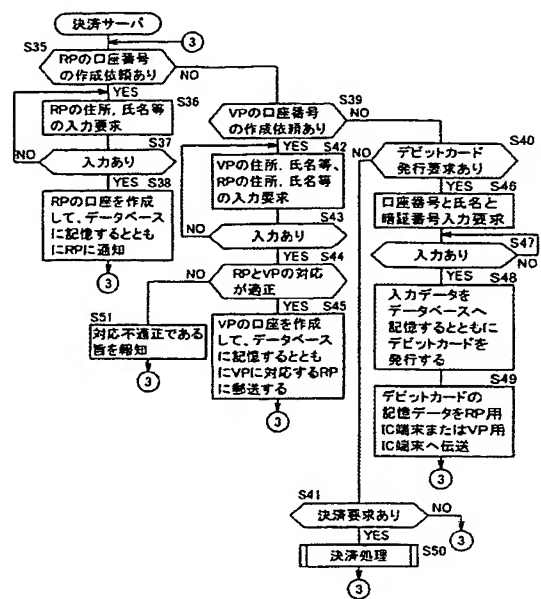 決済サーバ
3
S35
RPの口座番号
の作成依頼あり
NO
YES
S36
RPの住所,氏名等
の入力要求
S37
入力あり
NO
YES
S38
RPの口座を作成
して、データベース
に記憶するととも
にRPに通知
3
S39
VPの口座番号
の作成依頼あり
NO
YES
S42
VPの住所、氏名等、
RPの住所、氏名等
の入力要求
S43
入力あり
NO
YES
S44
RPとVPの対応
が適正
NO
YES
S45
S51
対応不適正である
旨を報知
3
VPの口座を作成
して、データベース
に記憶するととも
にVPに対応するRP
に郵送する
3
S40
デビットカード
発行要求あり
NO
YES
S46
口座番号と氏名と
暗証番号入力要求
S47
入力あり
NO
YES
S48
入力データを
データベースへ
記憶するとともに
デビットカードを
発行する
S49
デビットカードの
記憶データをRP用
IC端末またはVP用
IC端末へ伝送
3
S41
決済要求あり
NO
3
YES
決済処理
S50
3